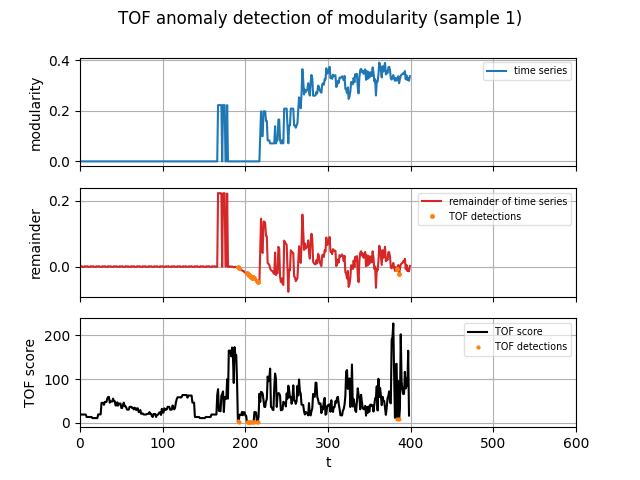 TOF anomaly detection of modularity (sample 1)
0.4
0.2
0.0
modularity
time series
0.2
0.0
remainder
remainder of time series
TOF detections
200
100
0
TOF score
TOF score
TOF detections
0 100 200 300 400 500 600
t